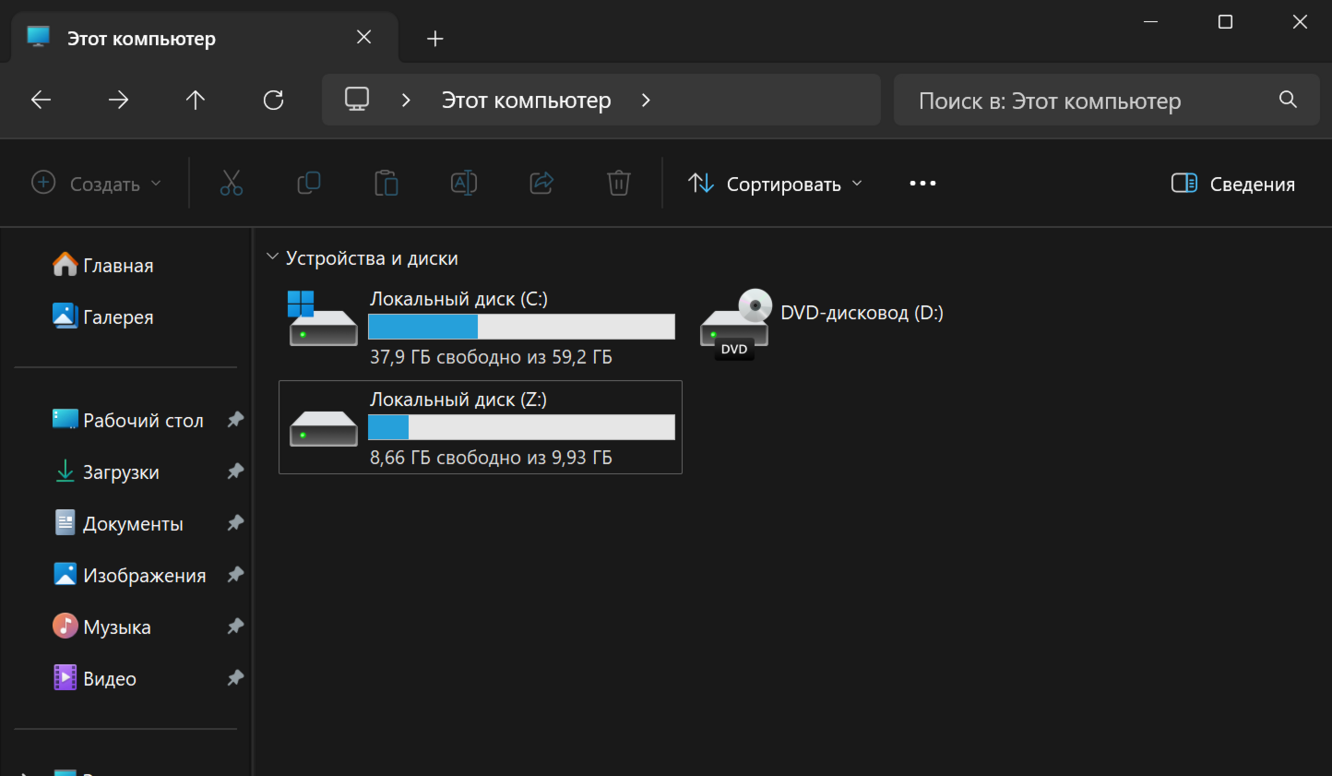 Этот компьютер
Этот компьютер
Поиск в: Этот компьютер
Создать
Сортировать
Сведения
Главная
Галерея
Рабочий стол
Загрузки
Документы
Изображения
Музыка
Видео
Устройства и диски
Локальный диск (C:)
37,9 ГБ свободно из 59,2 ГБ
DVD-дисковод (D:)
DVD
Локальный диск (Z:)
8,66 ГБ свободно из 9,93 ГБ